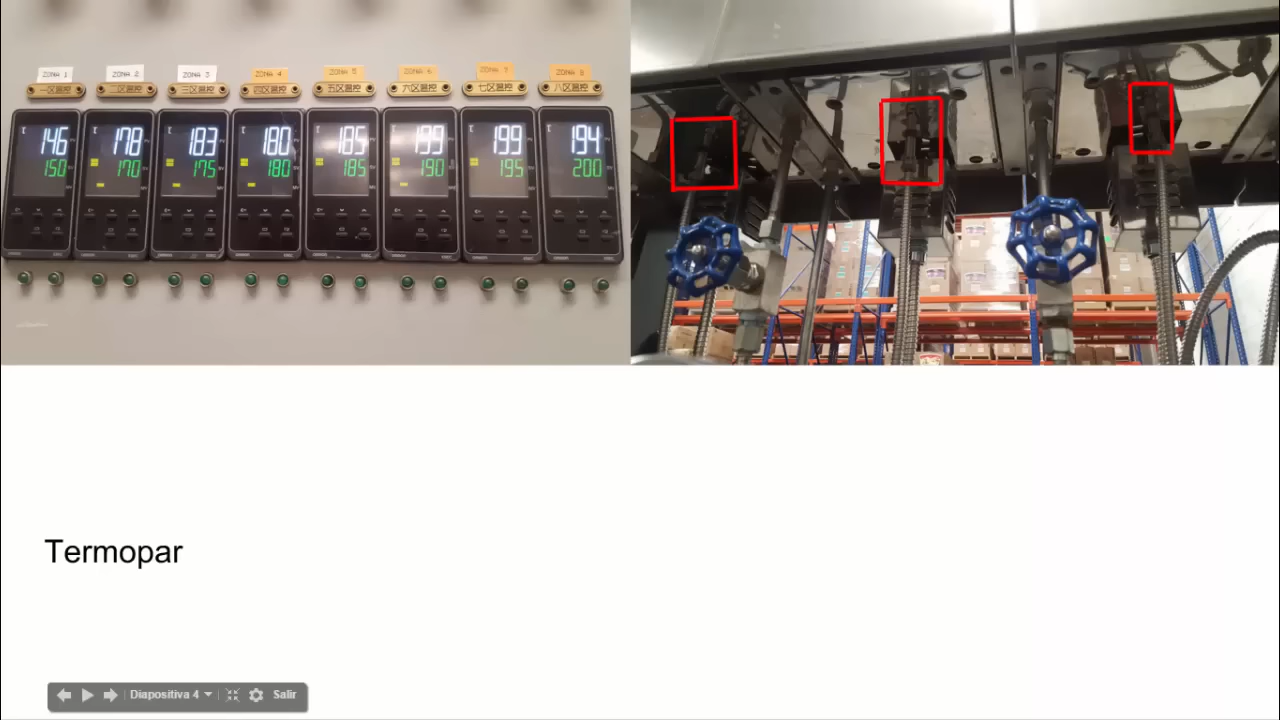 ZONA 1 ZONA 2 ZONA 3 ZONA 4 ZONA 5 ZONA 6 ZONA 7 ZONA 8
一区温控 二区温控 三区温控 四区温控 五区温控 六区温控 七区温控 八区温控
146 178 183 180 185 199 199 194
150 170 175 180 185 190 195 200
Termopar
Diapositiva 4
Salir